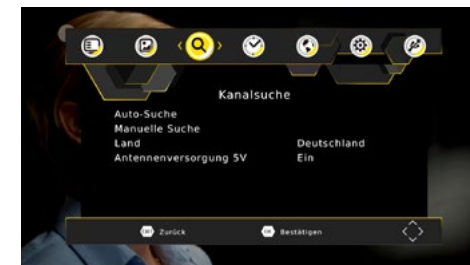 Kanalsuche
Auto-Suche
Manuelle Suche
Land Deutschland
Antennenversorgung 5V Ein
Zurück Bestätigen